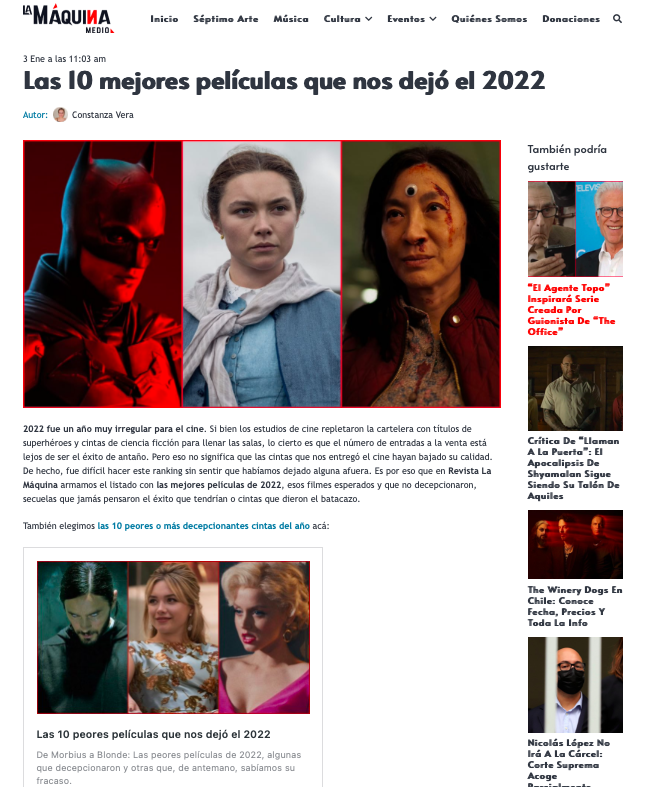 LA MÁQUINA
MEDIO
Inicio Séptimo Arte Música Cultura Eventos Quiénes Somos Donaciones
3 Ene a las 11:03 am
Las 10 mejores películas que nos dejó el 2022
Autor: Constanza Vera
2022 fue un año muy irregular para el cine. Si bien los estudios de cine repletaron la cartelera con títulos de
superhéroes y cintas de ciencia ficción para llenar las salas, lo cierto es que el número de entradas a la venta está
lejos de ser el éxito de antaño. Pero eso no significa que las cintas que nos entregó el cine hayan bajado su calidad.
De hecho, fue difícil hacer este ranking sin sentir que habíamos dejado alguna afuera. Es por eso que en Revista La
Máquina armamos el listado con las mejores películas de 2022, esos filmes esperados y que no decepcionaron,
secuelas que jamás pensaron el éxito que tendrían o cintas que dieron el batacazo.
También elegimos las 10 peores o más decepcionantes cintas del año acá:
Las 10 peores películas que nos dejó el 2022
De Morbius a Blonde: Las peores películas de 2022, algunas
que decepcionaron y otras que, de antemano, sabíamos su
fracaso.
También podría
gustarte
TELEVIS
"El Agente Topo"
Inspirará Serie
Creada Por
Guionista De "The
Office"
Crítica De "Llaman
A La Puerta": El
Apocalipsis De
Shyamalan Sigue
Siendo Su Talón De
Aquiles
The Winery Dogs En
Chile: Conoce
Fecha, Precios Y
Toda La Info
Nicolás López No
Irá A La Cárcel:
Corte Suprema
Acoge
Parcialmente